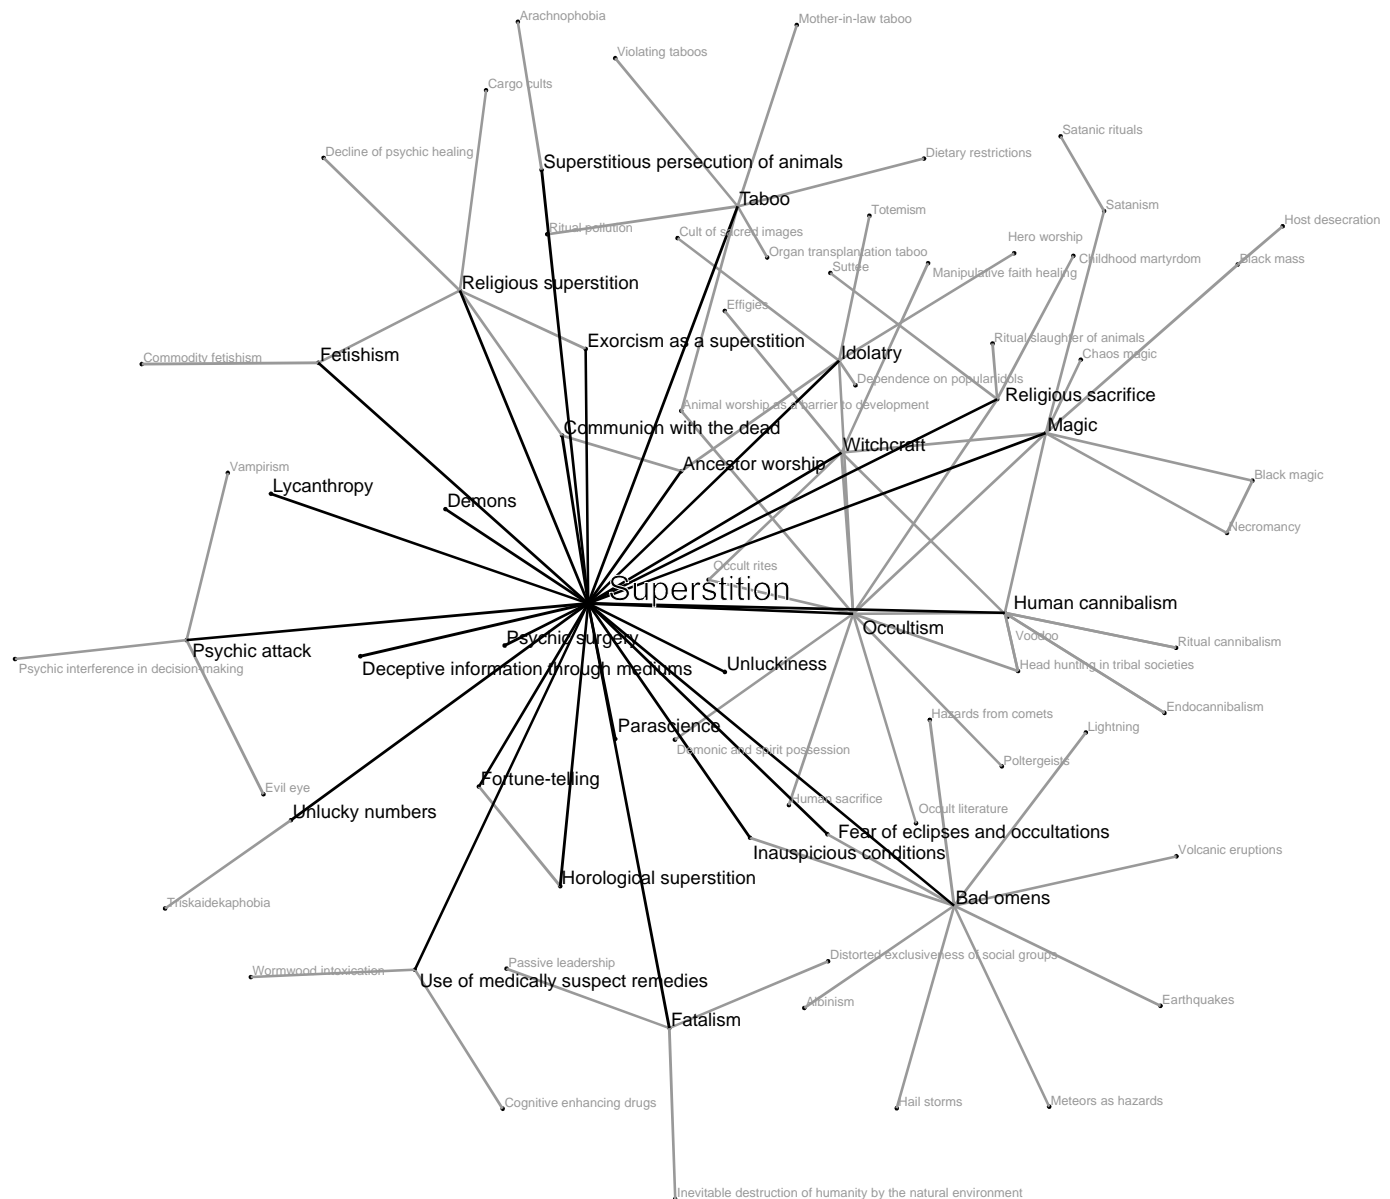 Arachnophobia
Mother-in-law taboo
Violating taboos
Cargo cults
Satanic rituals
Decline of psychic healing
Dietary restrictions
Superstitious persecution of animals
Taboo
Satanism
Totemism
Host desecration
Ritual pollution
Cult of sacred images
Hero worship
Organ transplantation taboo
Childhood martyrdom
Black mass
Suttee
Manipulative faith healing
Religious superstition
Effigies
Ritual slaughter of animals
Exorcism as a superstition
Idolatry
Fetishism
Chaos magic
Commodity fetishism
Dependence on popular idols
Religious sacrifice
Animal worship as a barrier to development
Magic
Communion with the dead
Witchcraft
Ancestor worship
Vampirism
Black magic
Lycanthropy
Demons
Necromancy
Occult rites
Superstition
Human cannibalism
Occultism
Psychic surgery
Voodoo
Ritual cannibalism
Psychic attack
Unluckiness
Head hunting in tribal societies
Psychic interference in decision-making
Deceptive information through mediums
Endocannibalism
Hazards from comets
Parascience
Lightning
Demonic and spirit possession
Poltergeists
Fortune-telling
Evil eye
Human sacrifice
Occult literature
Unlucky numbers
Fear of eclipses and occultations
Inauspicious conditions
Volcanic eruptions
Horological superstition
Bad omens
Triskaidekaphobia
Distorted exclusiveness of social groups
Passive leadership
Wormwood intoxication
Use of medically suspect remedies
Albinism
Earthquakes
Fatalism
Cognitive enhancing drugs
Hail storms
Meteors as hazards
Inevitable destruction of humanity by the natural environment